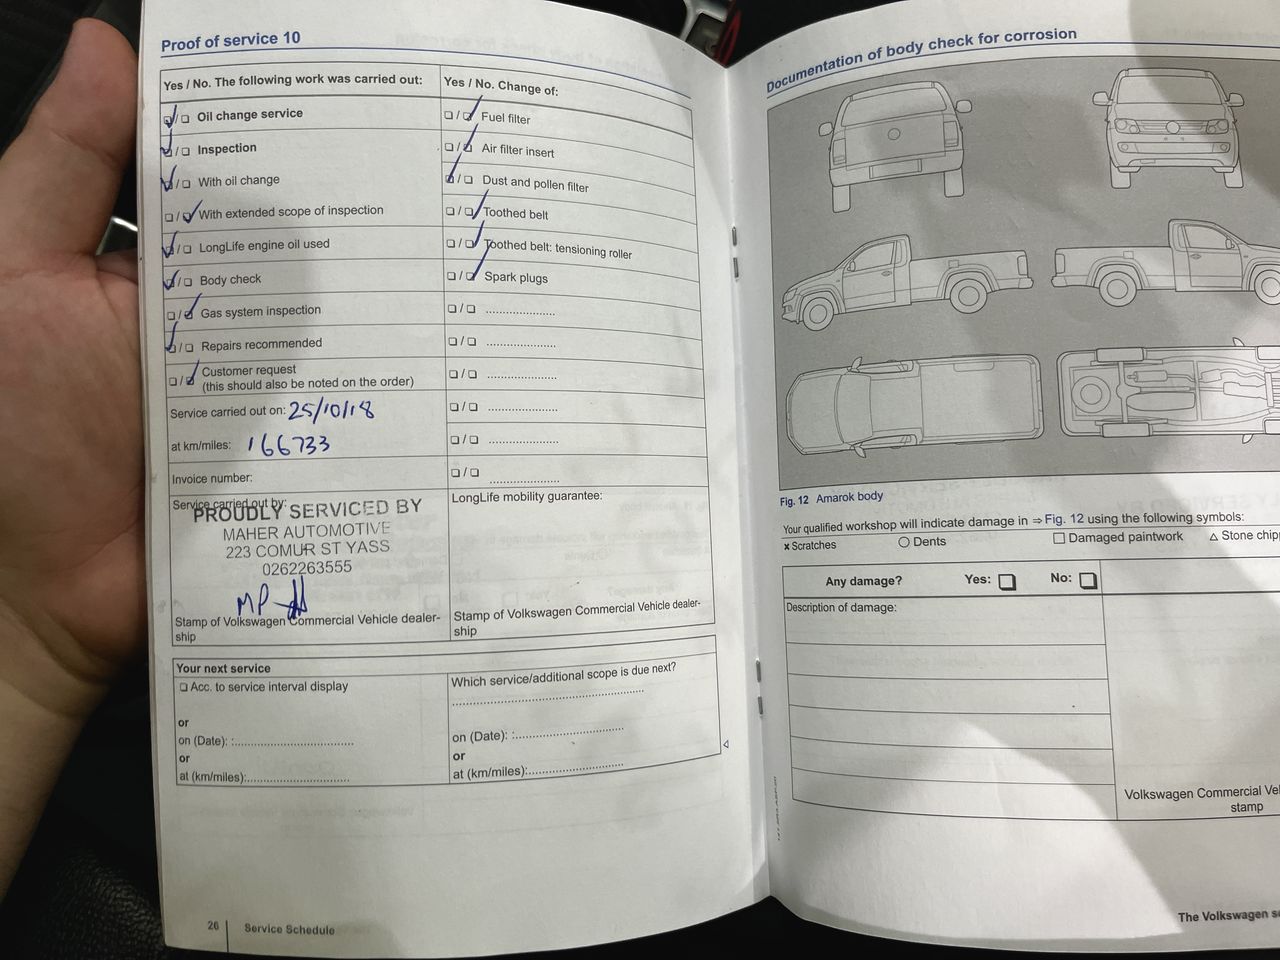 Proof of service 10
Yes / No. The following work was carried out:
☑/☐ Oil change service
☑/☐ Inspection
☑/☐ With oil change
☐/☑ With extended scope of inspection
☑/☐ LongLife engine oil used
☑/☐ Body check
☐/☑ Gas system inspection
☑/☐ Repairs recommended
☐/☑ Customer request
(this should also be noted on the order)
Service carried out on: 25/10/18
at km/miles: 166733
Invoice number:
Service carried out by:
PROUDLY SERVICED BY
MAHER AUTOMOTIVE
223 COMUR ST YASS
0262263555
MP
Stamp of Volkswagen Commercial Vehicle dealer-
ship
Yes / No. Change of:
☐/☑ Fuel filter
☐/☑ Air filter insert
☑/☐ Dust and pollen filter
☐/☑ Toothed belt
☐/☑ Toothed belt: tensioning roller
☐/☑ Spark plugs
☐/☐ ......................
☐/☐ ......................
☐/☐ ......................
☐/☐ ......................
☐/☐ ......................
☐/☐ ......................
LongLife mobility guarantee:
Stamp of Volkswagen Commercial Vehicle dealer-
ship
Your next service
☐ Acc. to service interval display
or
on (Date): :......................
or
at (km/miles):......................
Which service/additional scope is due next?
......................
on (Date): :......................
or
at (km/miles):......................
26 Service Schedule
Documentation of body check for corrosion
Fig. 12 Amarok body
Your qualified workshop will indicate damage in ⇒ Fig. 12 using the following symbols:
× Scratches ○ Dents □ Damaged paintwork △ Stone chipp
Any damage? Yes: ☐ No: ☐
Description of damage:
Volkswagen Commercial Veh
stamp
The Volkswagen se